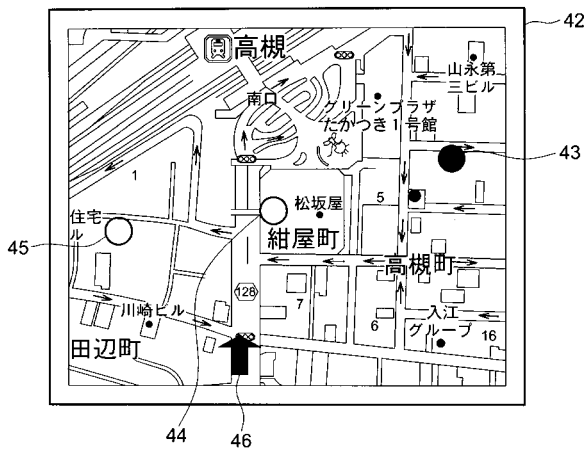 42
高槻
山永第
三ビル
南口
グリーンプラザ
たかつき1号館
43
1
松坂屋
5
住宅
ル
45
紺屋町
高槻町
128
7
川崎ビル
6
入江
グループ
16
田辺町
44
46